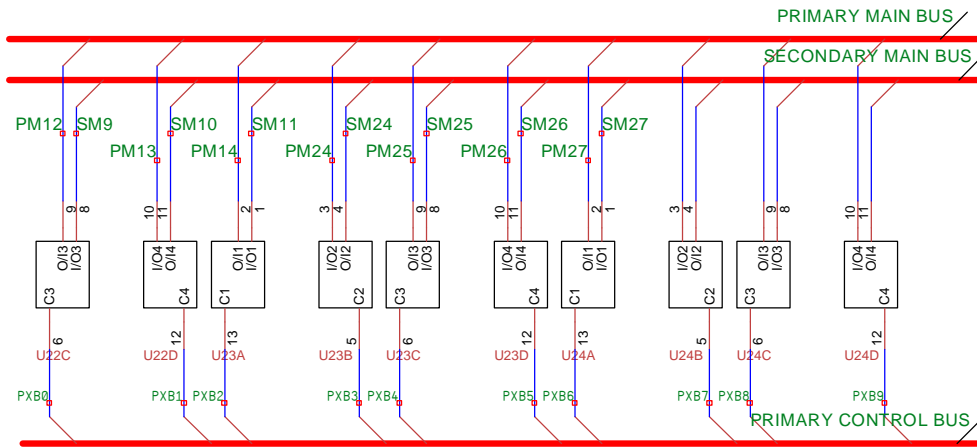 PRIMARY MAIN BUS
SECONDARY MAIN BUS
PM12 SM9 SM10 SM11 SM24 SM25 SM26 SM27
PM13 PM14 PM24 PM25 PM26 PM27
9 8 10 11 2 1 3 4 9 8 10 11 2 1 3 4 9 8 10 11
O/I3 I/O3 I/O4 O/I4 O/I1 I/O1 I/O2 O/I2 O/I3 I/O3 I/O4 O/I4 O/I1 I/O1 I/O2 O/I2 O/I3 I/O3 I/O4 O/I4
C3 C4 C1 C2 C3 C4 C1 C2 C3 C4
6 12 13 5 6 12 13 5 6 12
U22C U22D U23A U23B U23C U23D U24A U24B U24C U24D
PXB0 PXB1 PXB2 PXB3 PXB4 PXB5 PXB6 PXB7 PXB8 PXB9
PRIMARY CONTROL BUS